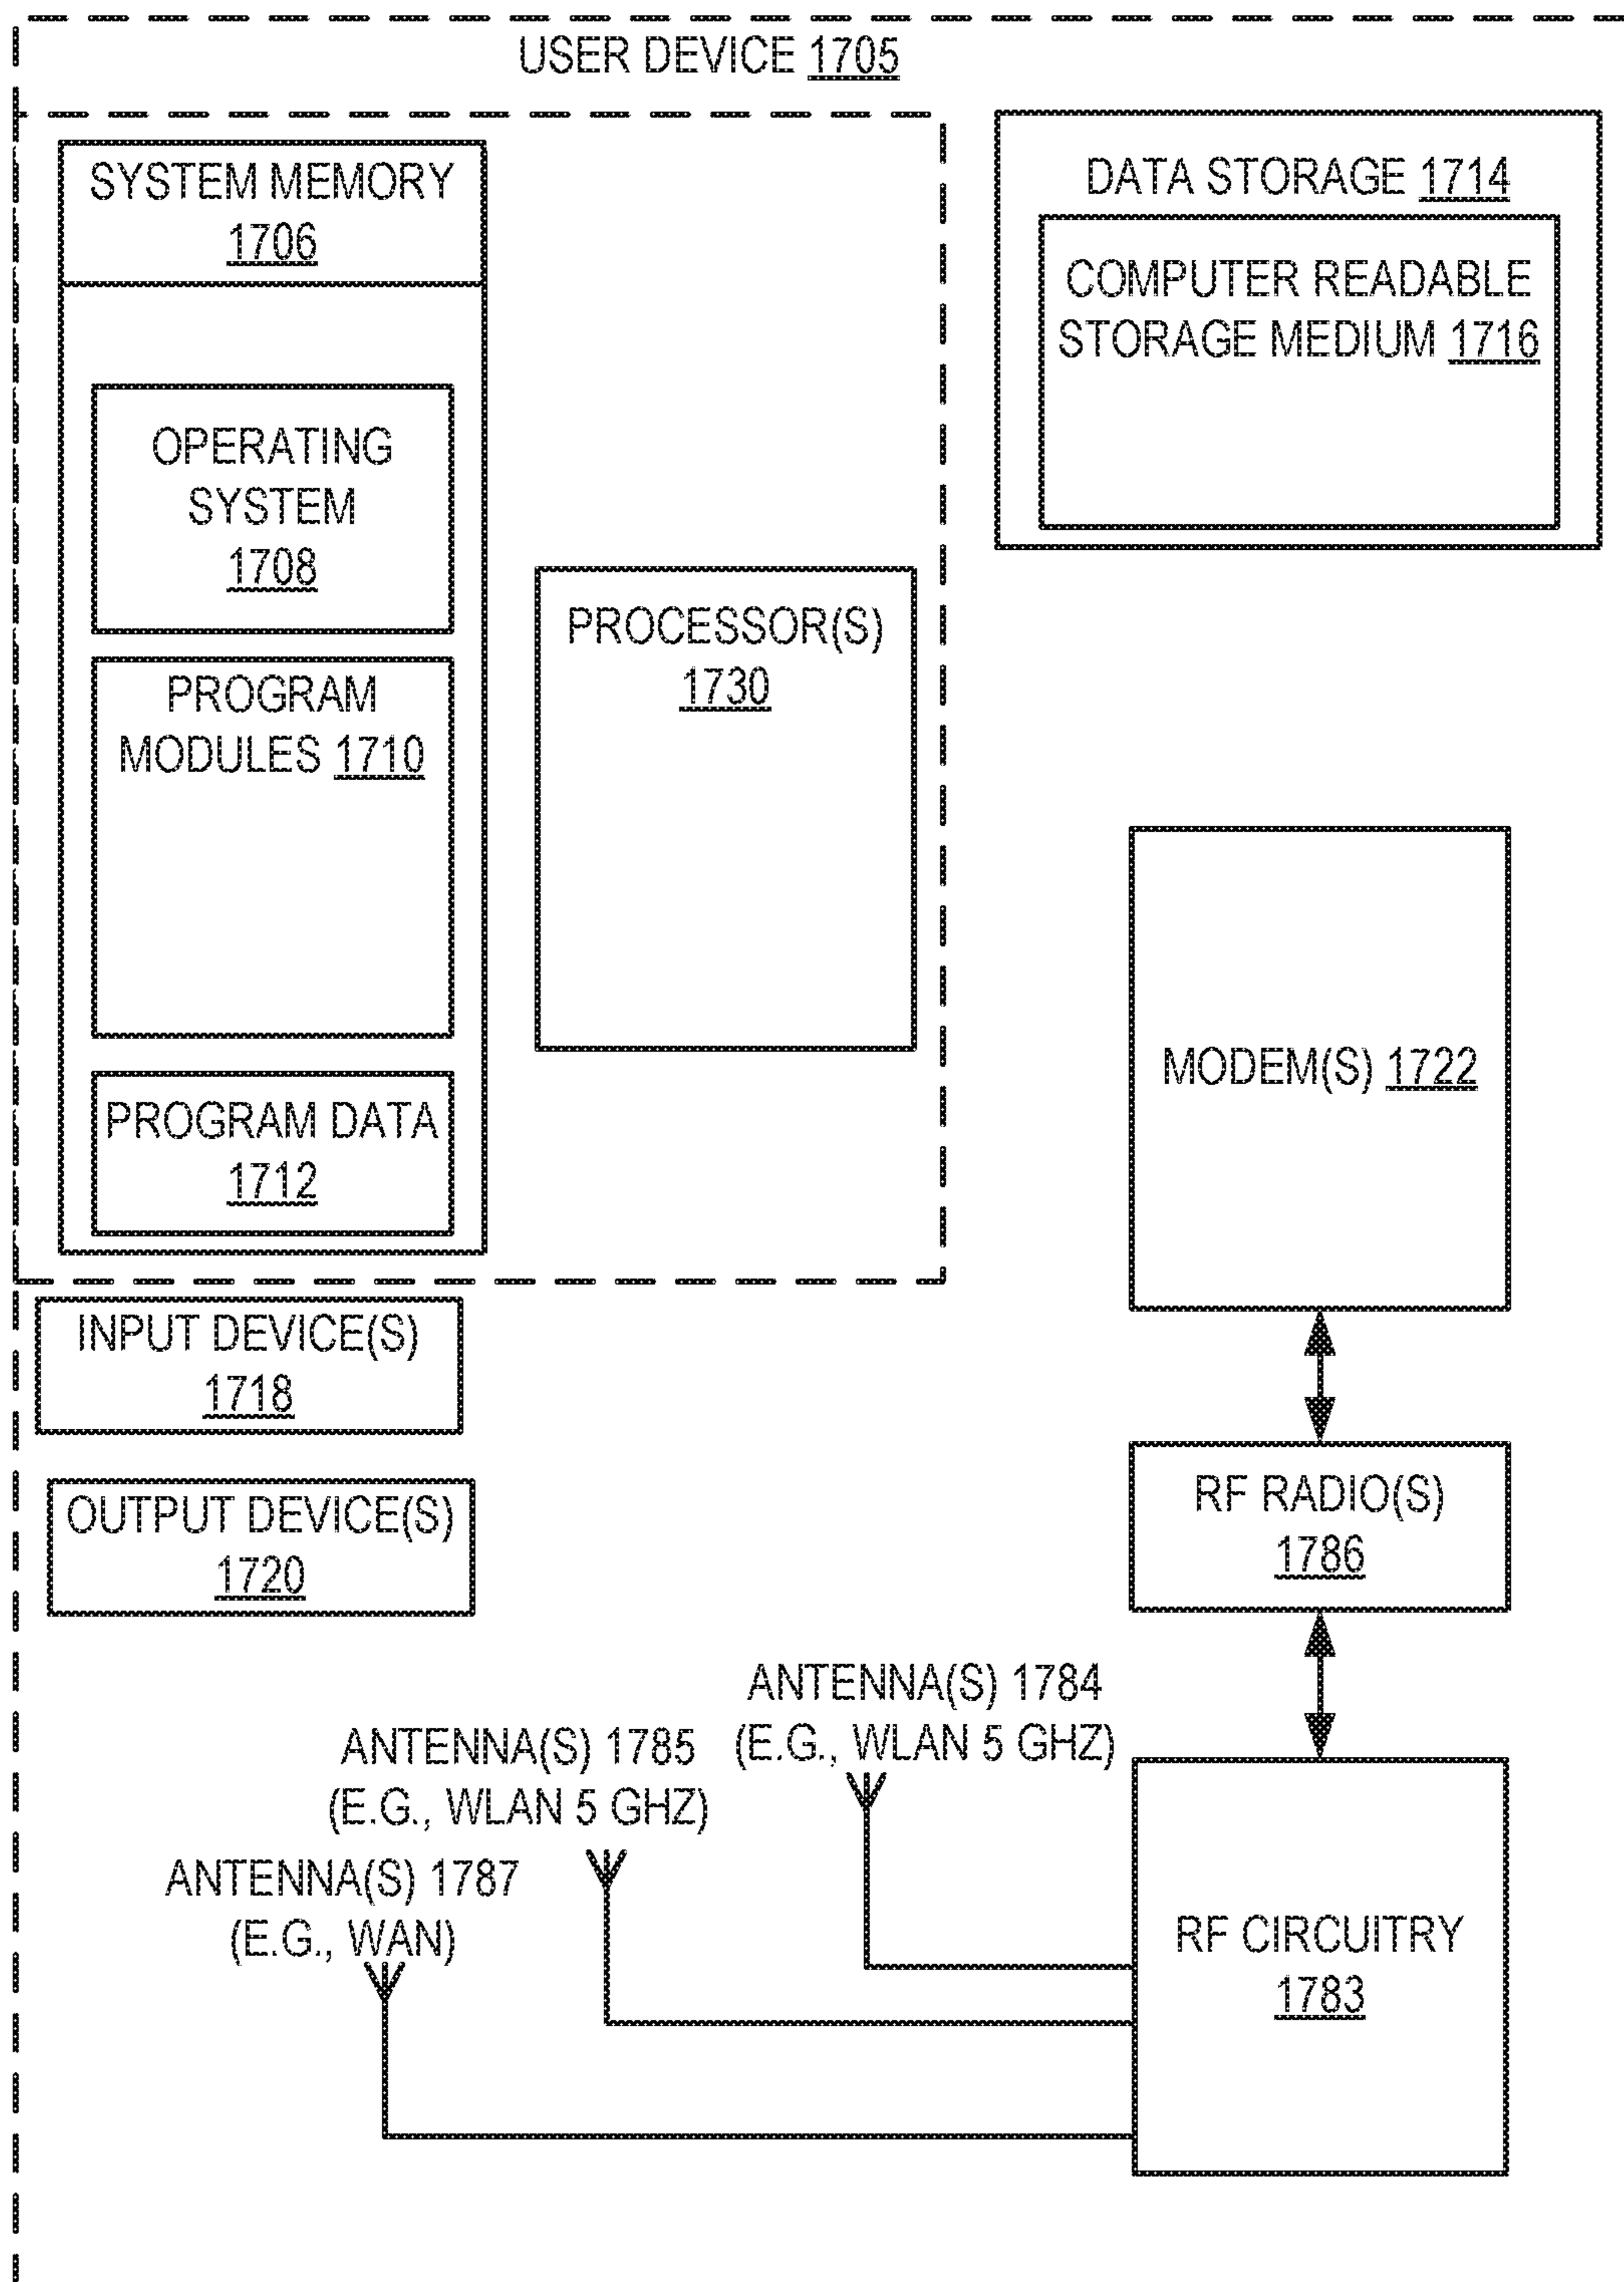 USER DEVICE 1705
SYSTEM MEMORY
1706
OPERATING
SYSTEM
1708
PROGRAM
MODULES 1710
PROGRAM DATA
1712
PROCESSOR(S)
1730
DATA STORAGE 1714
COMPUTER READABLE
STORAGE MEDIUM 1716
MODEM(S) 1722
INPUT DEVICE(S)
1718
OUTPUT DEVICE(S)
1720
RF RADIO(S)
1786
ANTENNA(S) 1784
(E.G., WLAN 5 GHZ)
ANTENNA(S) 1785
(E.G., WLAN 5 GHZ)
ANTENNA(S) 1787
(E.G., WAN)
RF CIRCUITRY
1783